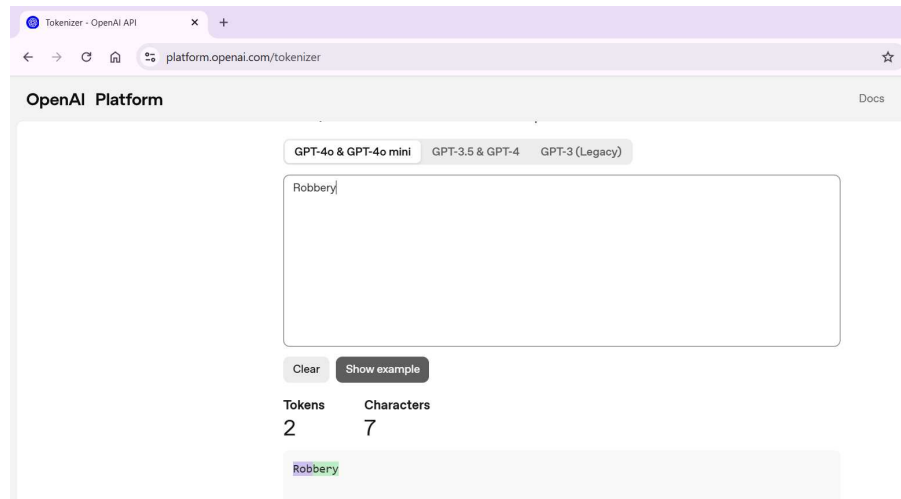 Tokenizer - OpenAI API
platform.openai.com/tokenizer
OpenAI Platform
Docs
GPT-4o & GPT-4o mini GPT-3.5 & GPT-4 GPT-3 (Legacy)
Robbery
Clear Show example
Tokens Characters
2 7
Robbery